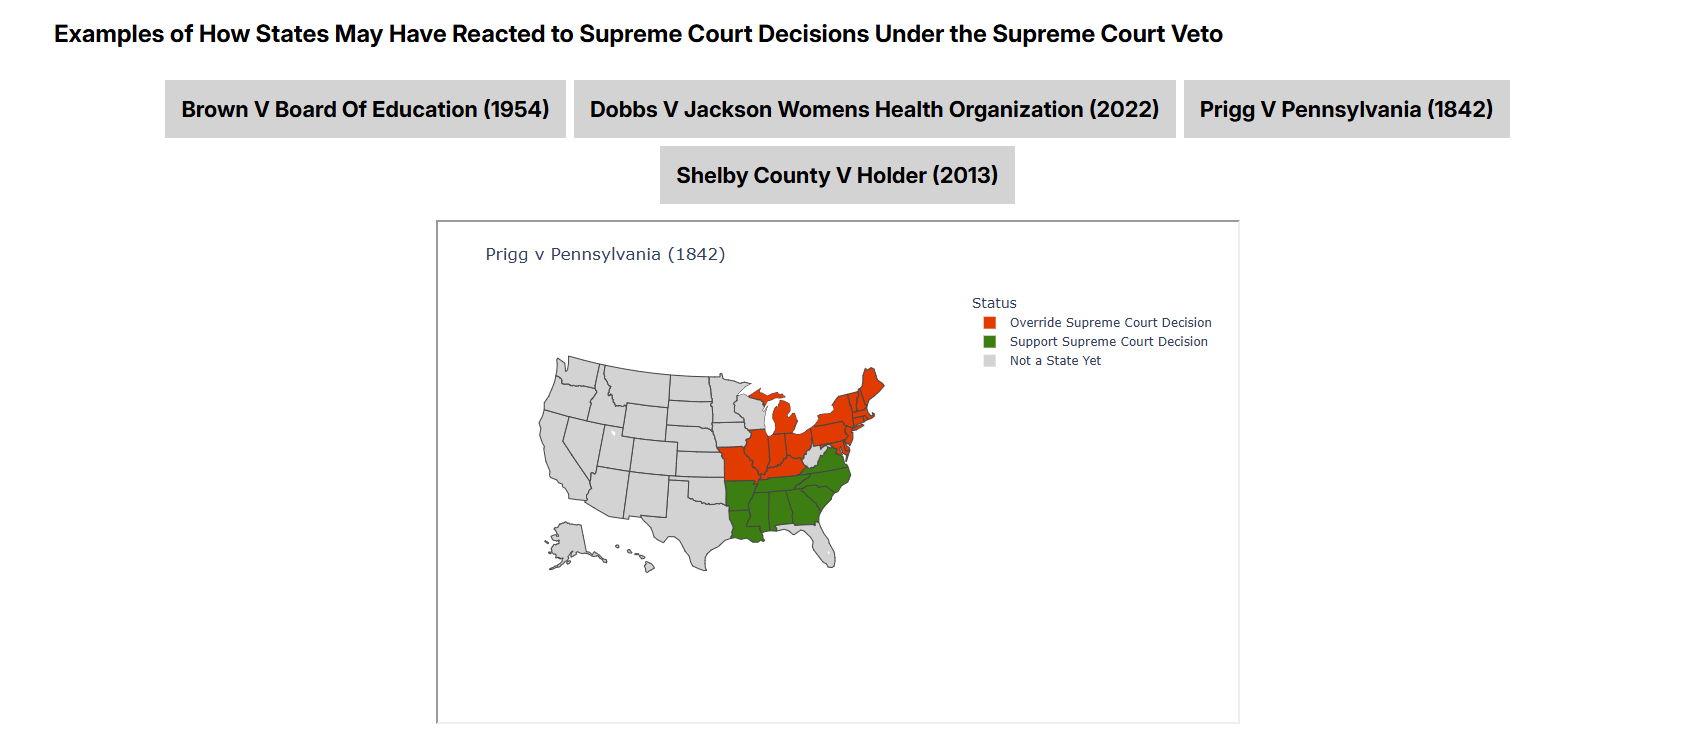 Examples of How States May Have Reacted to Supreme Court Decisions Under the Supreme Court Veto
Brown V Board Of Education (1954)
Dobbs V Jackson Womens Health Organization (2022)
Prigg V Pennsylvania (1842)
Shelby County V Holder (2013)
Prigg v Pennsylvania (1842)
Status
Override Supreme Court Decision
Support Supreme Court Decision
Not a State Yet